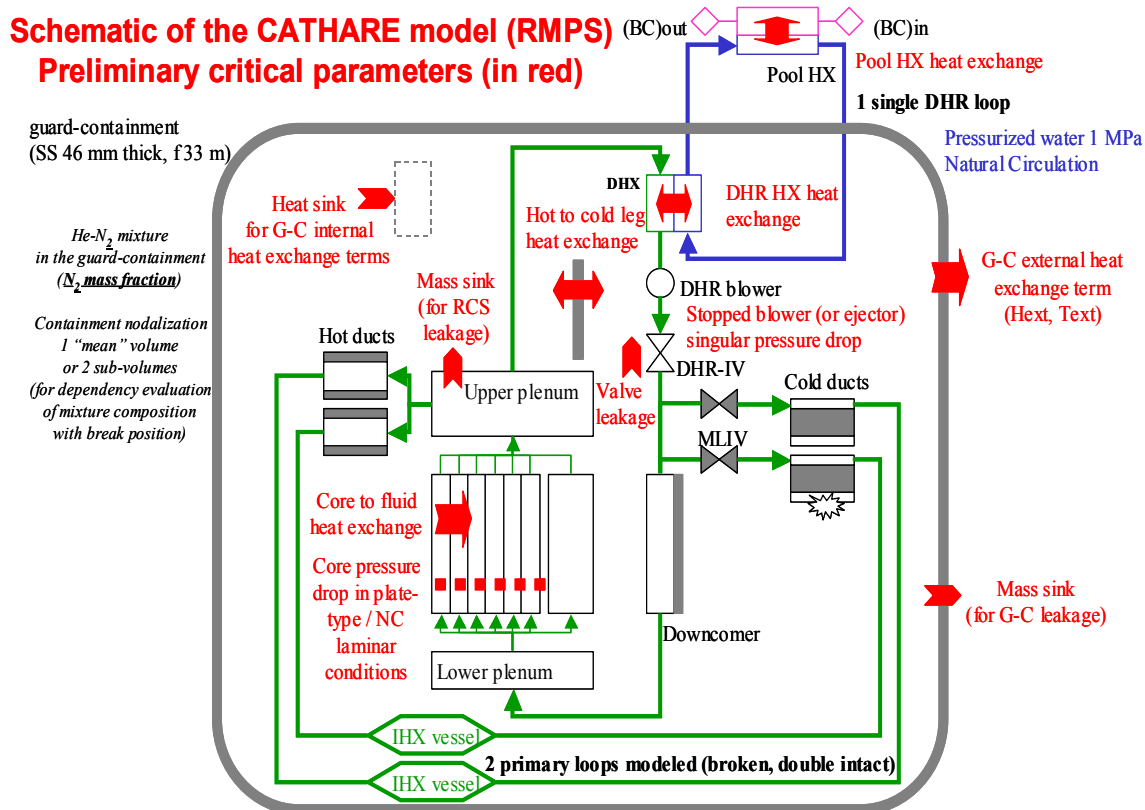 Schematic of the CATHARE model (RMPS)
Preliminary critical parameters (in red)
(BC)out
(BC)in
Pool HX
Pool HX heat exchange
1 single DHR loop
guard-containment
(SS 46 mm thick, f 33 m)
Pressurized water 1 MPa
Natural Circulation
Heat sink
for G-C internal
heat exchange terms
DHX
DHR HX heat
exchange
Hot to cold leg
heat exchange
He-N2 mixture
in the guard-containment
(N2 mass fraction)
Mass sink
(for RCS
leakage)
DHR blower
G-C external heat
exchange term
(Hext, Text)
Stopped blower (or ejector)
singular pressure drop
Containment nodalization
1 “mean” volume
or 2 sub-volumes
(for dependency evaluation
of mixture composition
with break position)
Hot ducts
DHR-IV
Valve
leakage
Cold ducts
Upper plenum
MLIV
Core to fluid
heat exchange
Core pressure
drop in plate-
type / NC
laminar
conditions
Mass sink
(for G-C leakage)
Downcomer
Lower plenum
IHX vessel
2 primary loops modeled (broken, double intact)
IHX vessel